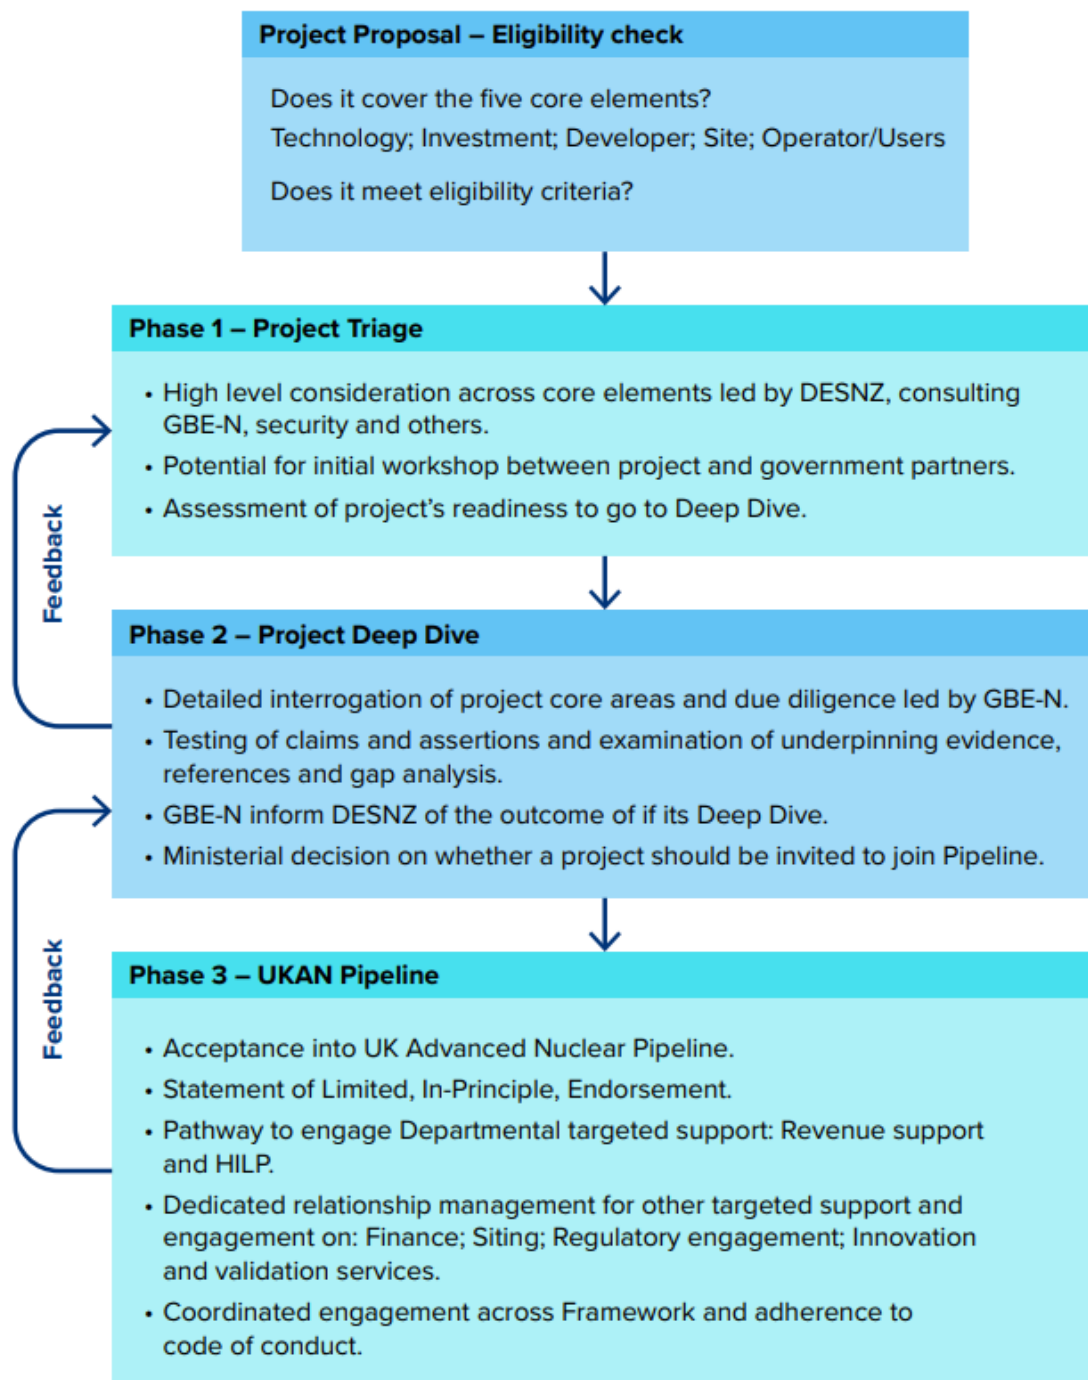 Project Proposal – Eligibility check
Does it cover the five core elements?
Technology; Investment; Developer; Site; Operator/Users
Does it meet eligibility criteria?
Phase 1 – Project Triage
• High level consideration across core elements led by DESNZ, consulting
GBE-N, security and others.
• Potential for initial workshop between project and government partners.
• Assessment of project's readiness to go to Deep Dive.
Feedback
Phase 2 – Project Deep Dive
• Detailed interrogation of project core areas and due diligence led by GBE-N.
• Testing of claims and assertions and examination of underpinning evidence,
references and gap analysis.
• GBE-N inform DESNZ of the outcome of if its Deep Dive.
• Ministerial decision on whether a project should be invited to join Pipeline.
Feedback
Phase 3 – UKAN Pipeline
• Acceptance into UK Advanced Nuclear Pipeline.
• Statement of Limited, In-Principle, Endorsement.
• Pathway to engage Departmental targeted support: Revenue support
and HILP.
• Dedicated relationship management for other targeted support and
engagement on: Finance; Siting; Regulatory engagement; Innovation
and validation services.
• Coordinated engagement across Framework and adherence to
code of conduct.